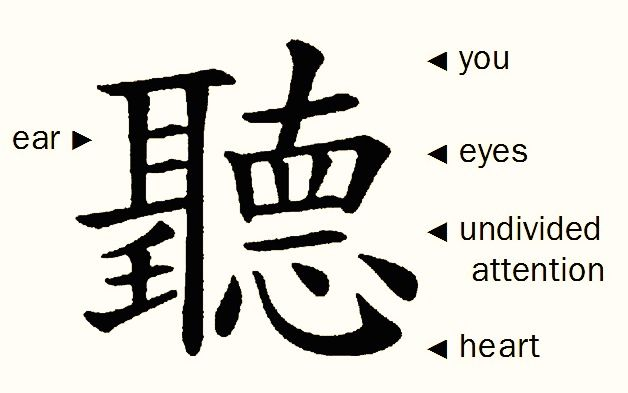 you
ear
聽
eyes
undivided
attention
heart